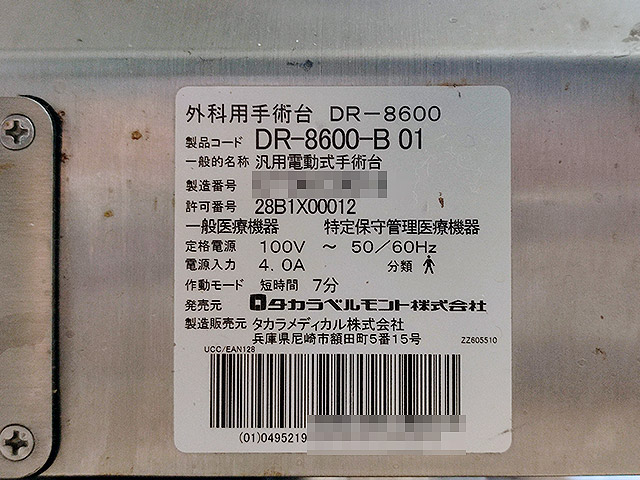 外科用手術台 DR-8600
製品コード DR-8600-B 01
一般的名称 汎用電動式手術台
製造番号
許可番号 28B1X00012
一般医療機器 特定保守管理医療機器
定格電源 100V ~ 50/60Hz
電源入力 4.0A 分類
作動モード 短時間 7分
発売元 タカラベルモント株式会社
製造販売元 タカラメディカル株式会社
兵庫県尼崎市額田町5番15号 ZZ605510
UCC/EAN128
(01)0495219